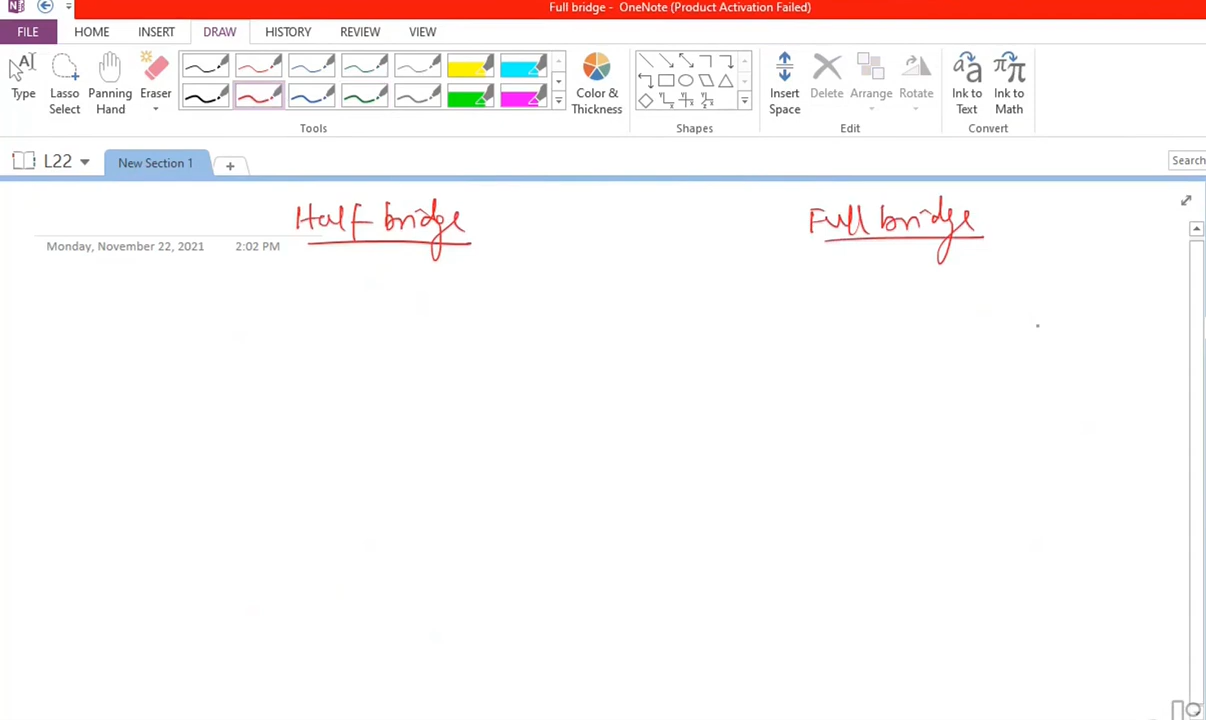 Full bridge - OneNote (Product Activation Failed)
FILE HOME INSERT DRAW HISTORY REVIEW VIEW
Type
Lasso Select
Panning Hand
Eraser
Color & Thickness
Insert Space
Delete
Arrange
Rotate
Ink to Text
Ink to Math
Tools
Shapes
Edit
Convert
L22
New Section 1
Search
Half bridge
Full bridge
Monday, November 22, 2021 2:02 PM